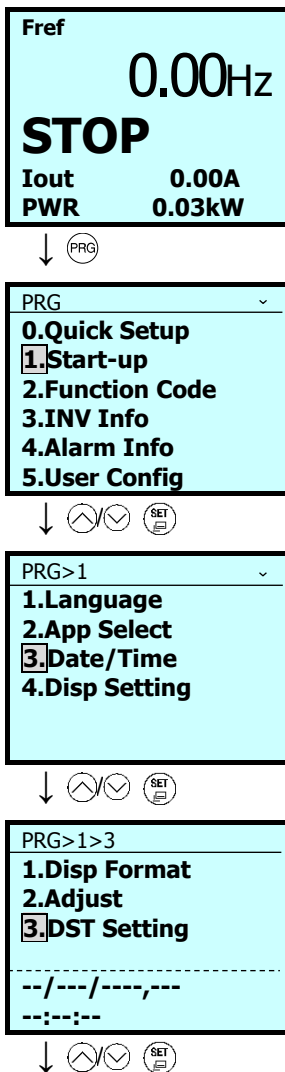 Fref
0.00Hz
STOP
Iout 0.00A
PWR 0.03kW
↓ PRG
PRG
0.Quick Setup
1.Start-up
2.Function Code
3.INV Info
4.Alarm Info
5.User Config
↓ / SET
PRG>1
1.Language
2.App Select
3.Date/Time
4.Disp Setting
↓ / SET
PRG>1>3
1.Disp Format
2.Adjust
3.DST Setting
--/---/----,---
--:--:--
↓ / SET